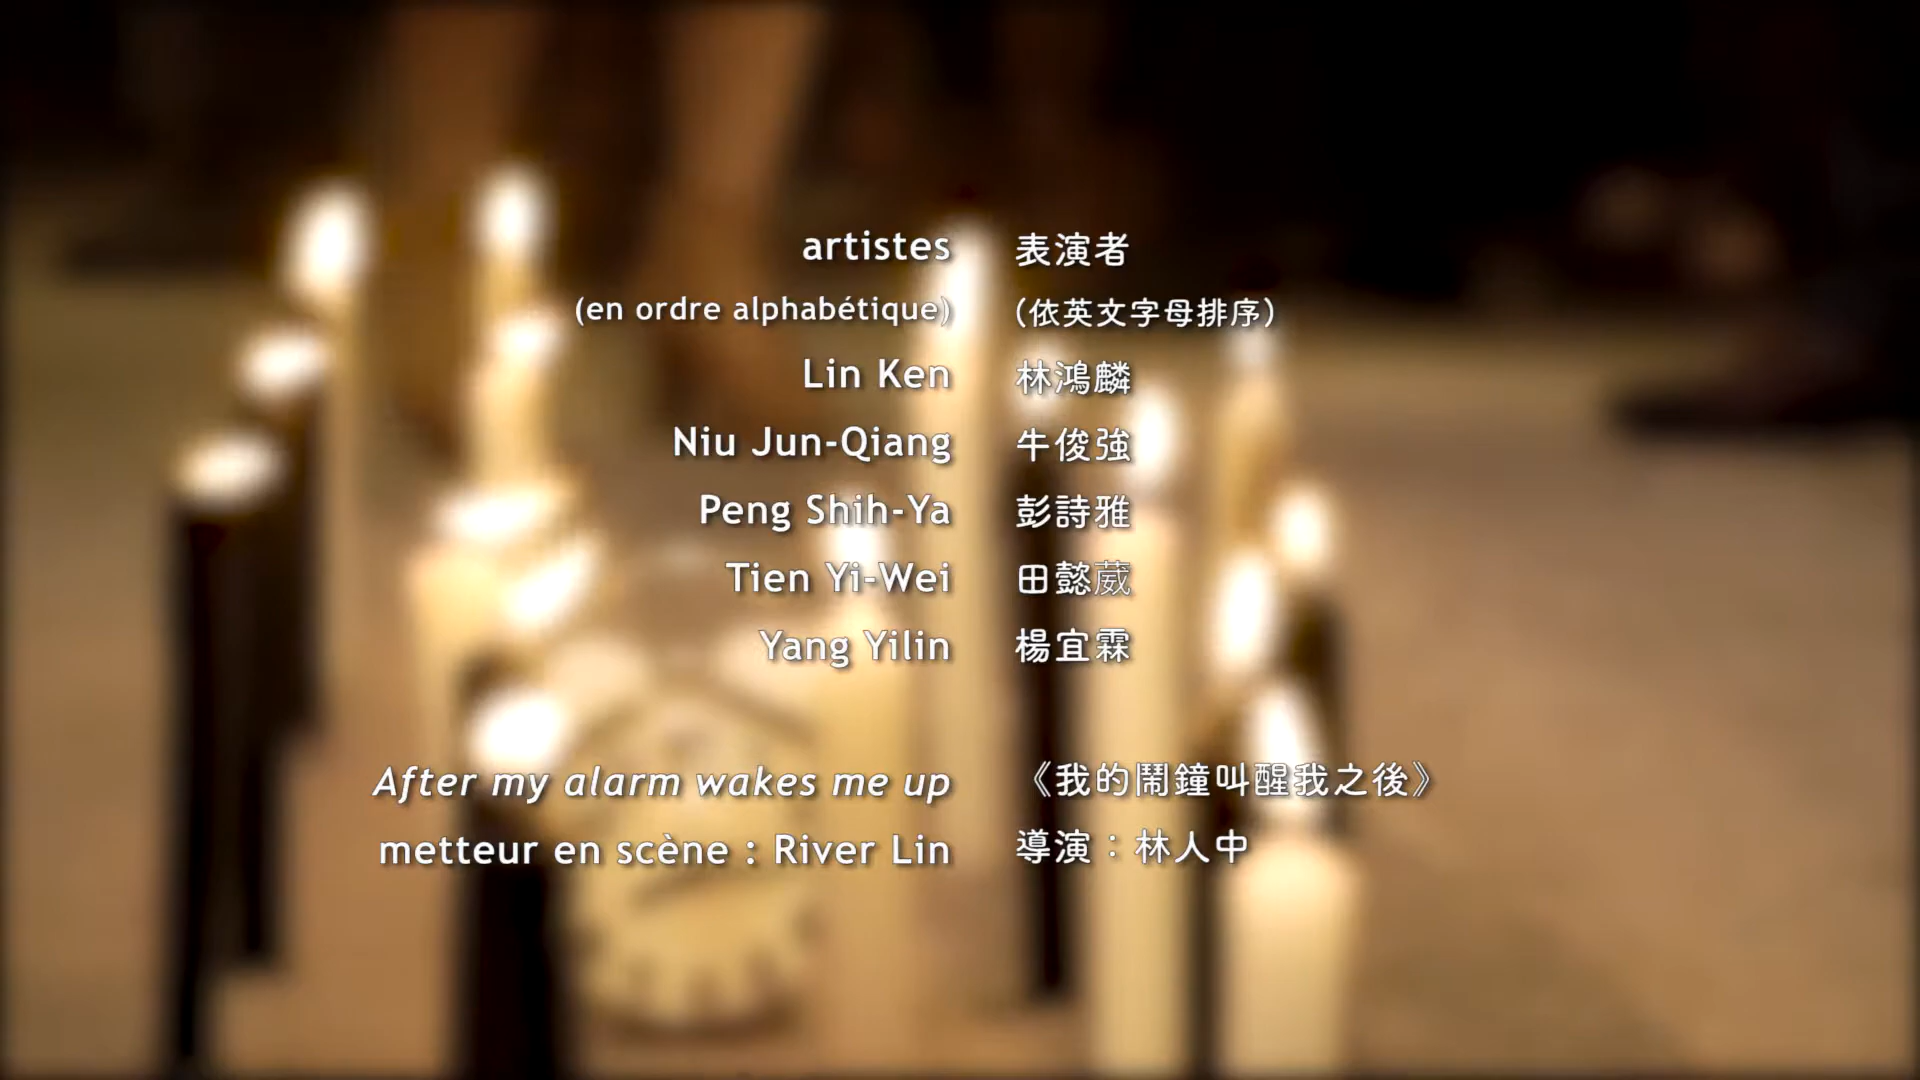 artistes 表演者
(en ordre alphabétique) (依英文字母排序)
Lin Ken 林鴻麟
Niu Jun-Qiang 牛俊強
Peng Shih-Ya 彭詩雅
Tien Yi-Wei 田懿葳
Yang Yilin 楊宜霖
After my alarm wakes me up 《我的鬧鐘叫醒我之後》
metteur en scène : River Lin 導演：林人中